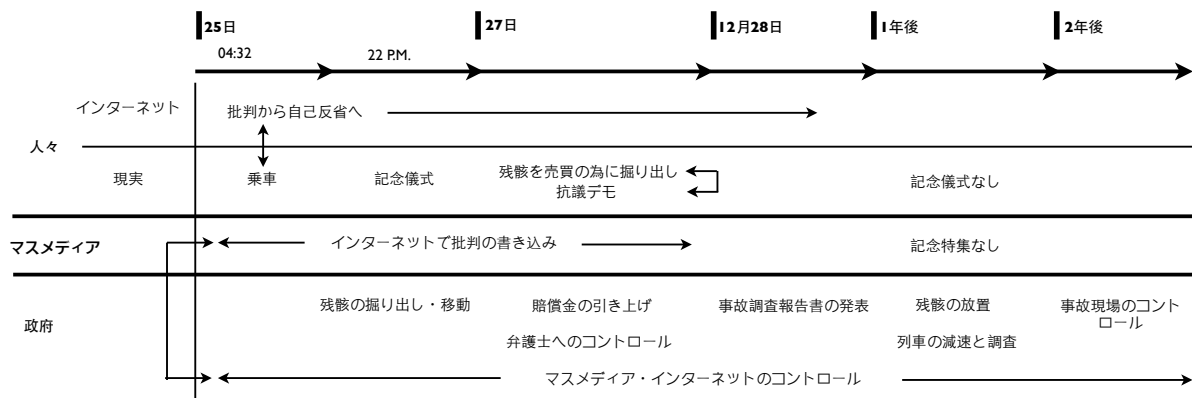 25日
27日
12月28日
1年後
2年後
04:32
22 P.M.
インターネット
批判から自己反省へ
人々
現実
乗車
記念儀式
残骸を売買の為に掘り出し
抗議デモ
記念儀式なし
マスメディア
インターネットで批判の書き込み
記念特集なし
政府
残骸の掘り出し・移動
賠償金の引き上げ
事故調査報告書の発表
残骸の放置
事故現場のコント
ロール
弁護士へのコントロール
列車の減速と調査
マスメディア・インターネットのコントロール